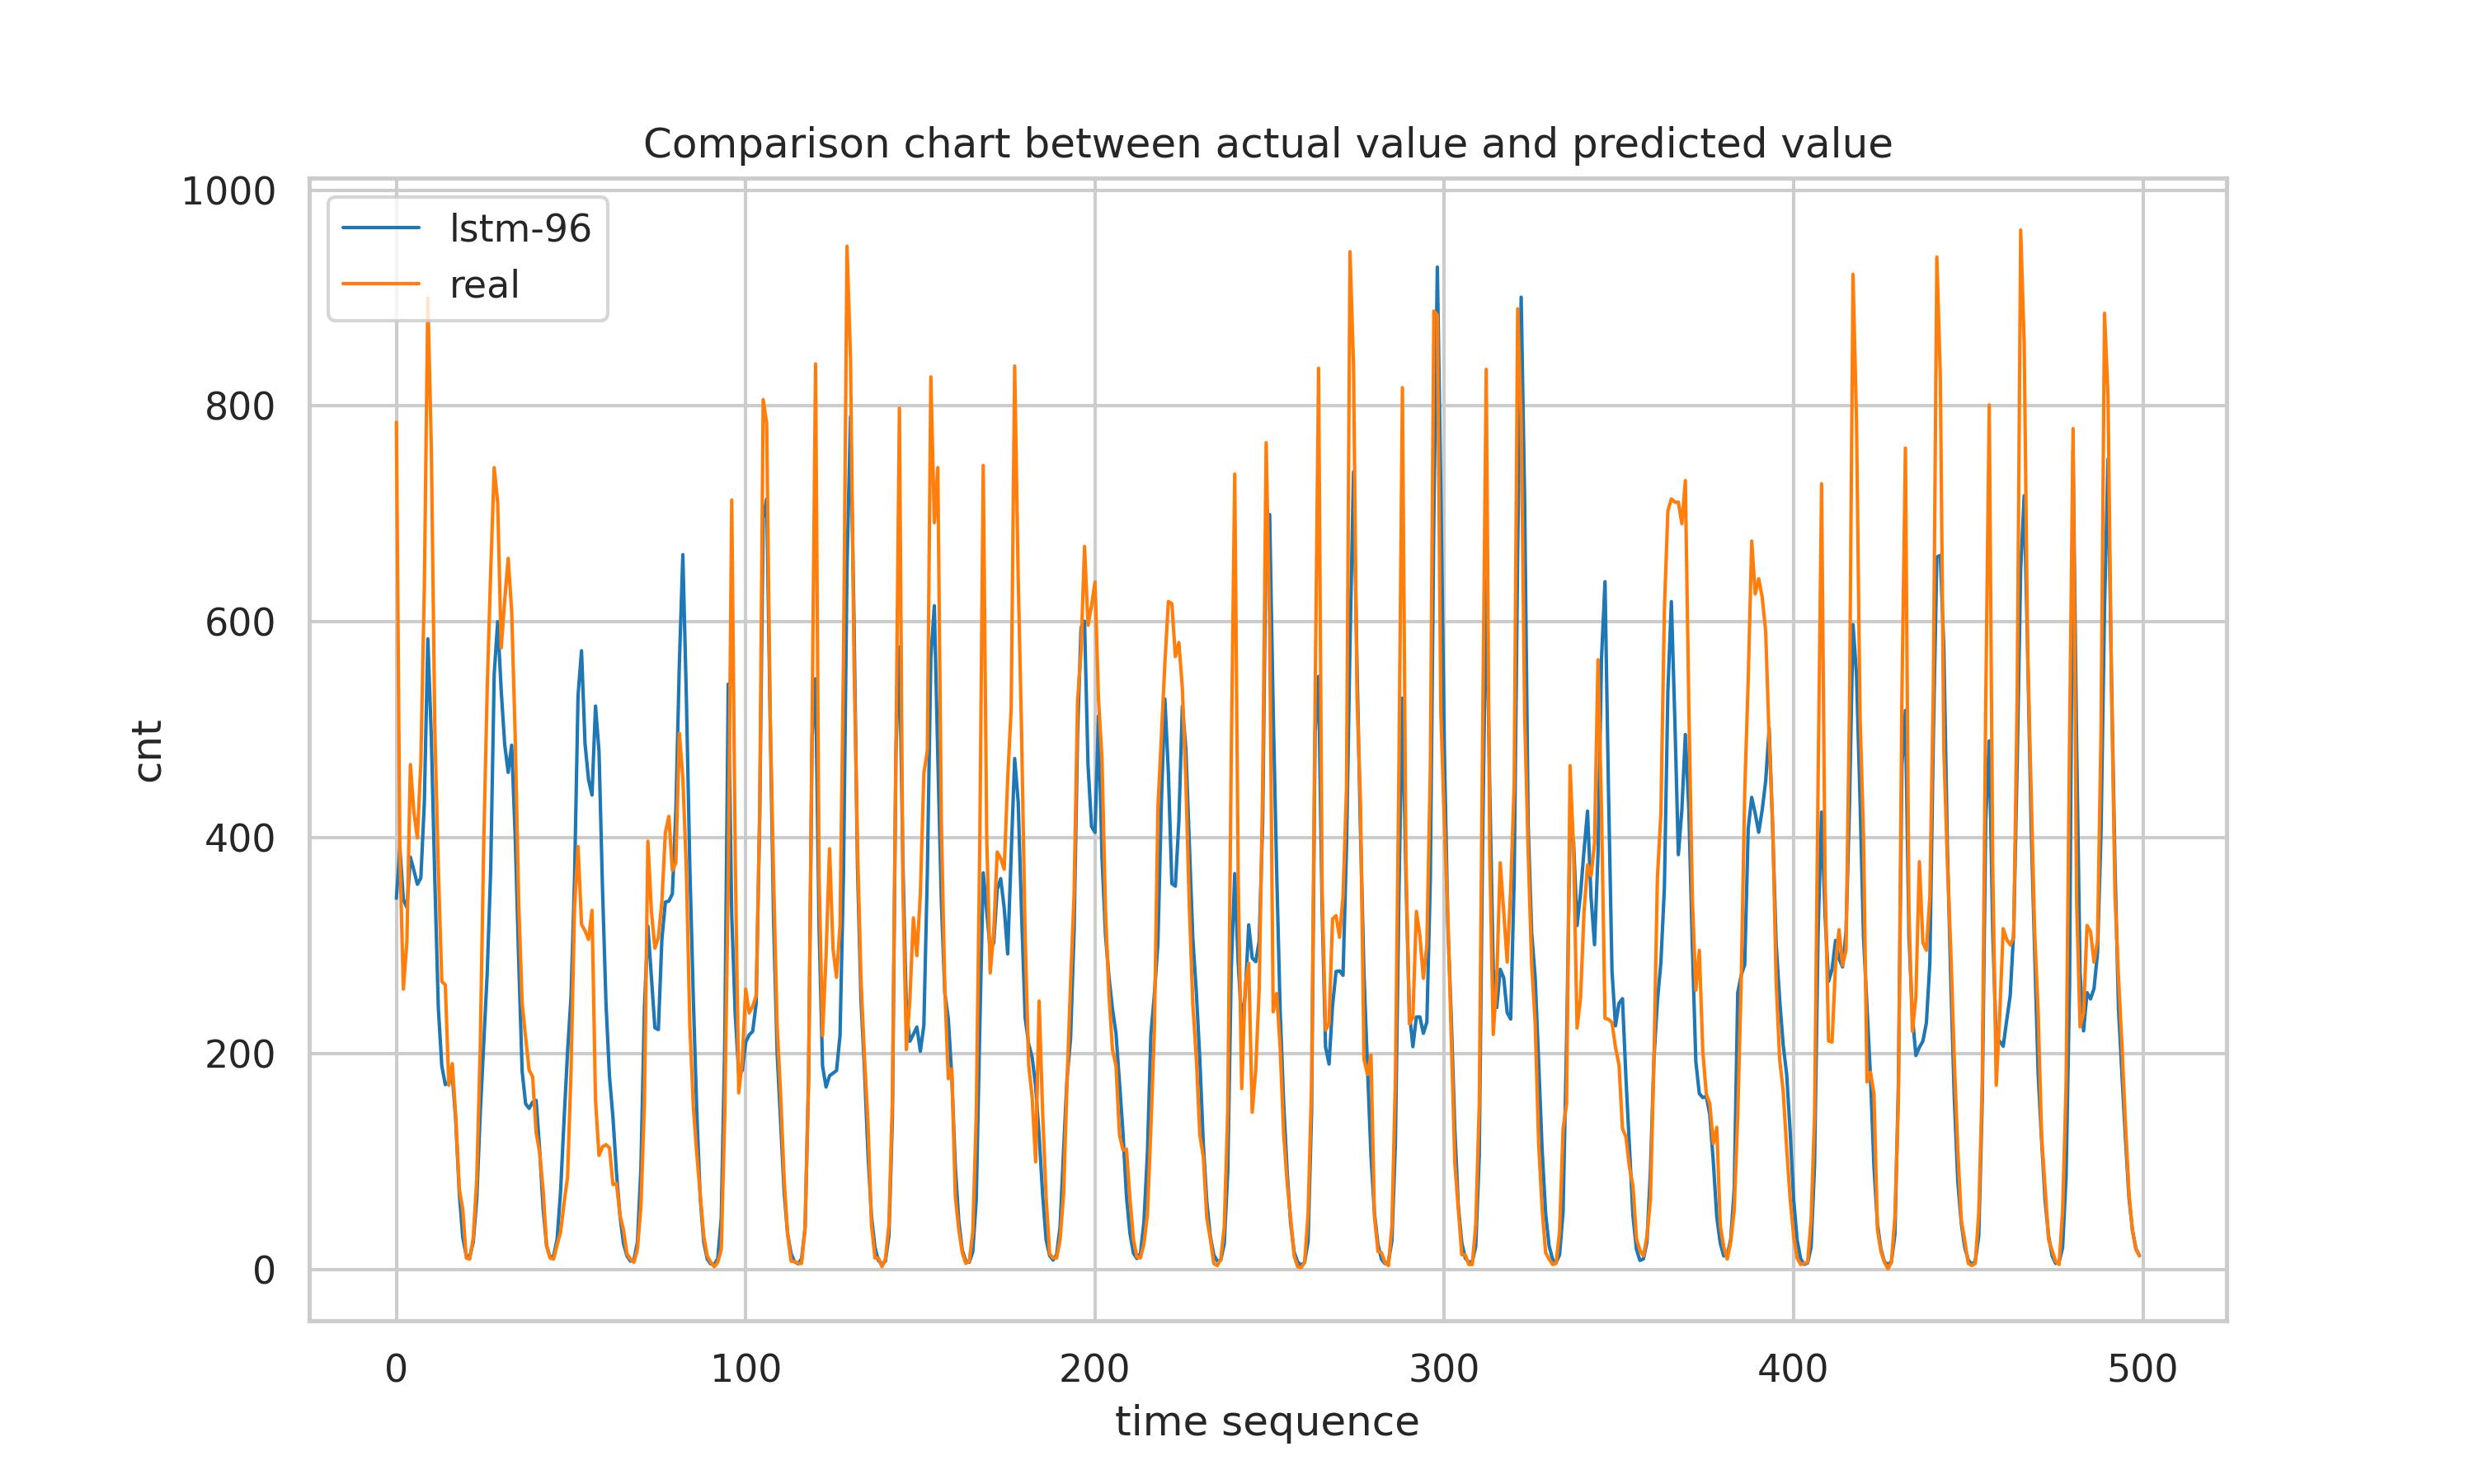 Comparison chart between actual value and predicted value
1000
800
600
400
200
0
cnt
lstm-96
real
0 100 200 300 400 500
time sequence